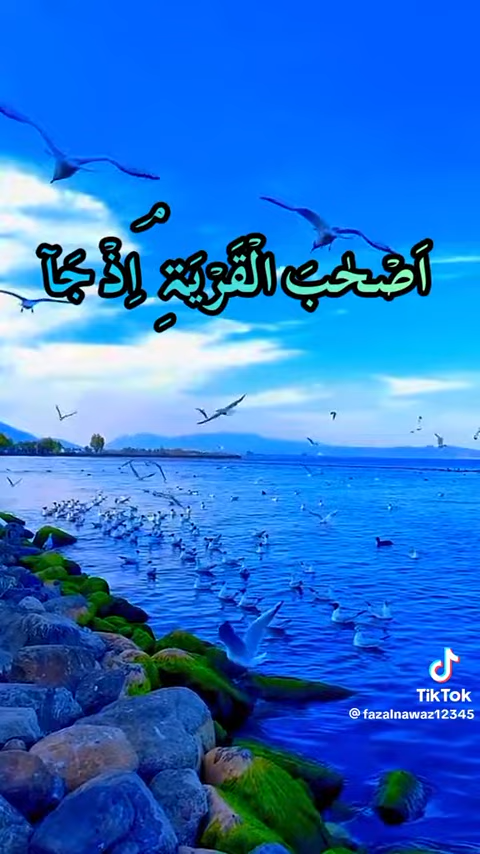 اَصْحٰبَ الْقَرْيَةِ ۘ اِذْ جَآ
TikTok
@fazalnawaz12345